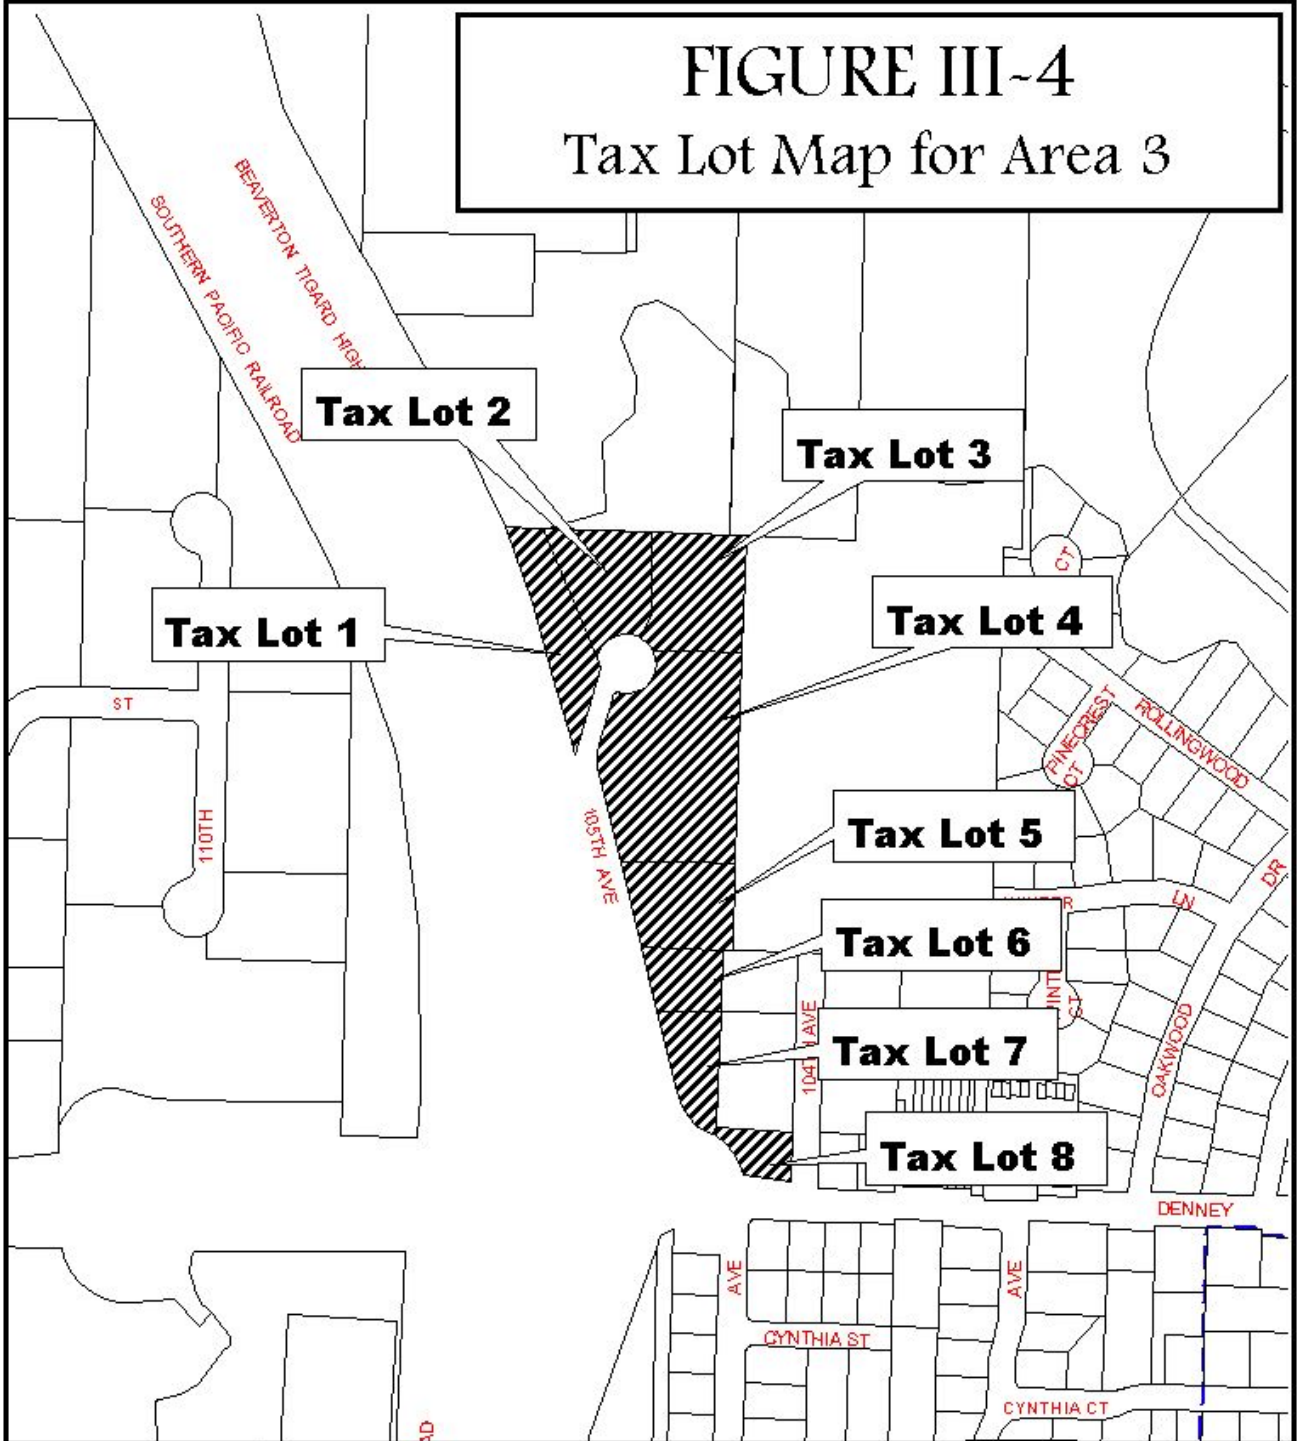 FIGURE III-4
Tax Lot Map for Area 3
BEAVERTON TIGARD HIGH
SOUTHERN PACIFIC RAILROAD
Tax Lot 2
Tax Lot 3
CT
Tax Lot 1
Tax Lot 4
ST
PINECREST
CT
ROLLINGWOOD
110TH
105TH AVE
Tax Lot 5
DR
LN
Tax Lot 6
CT
104TH AVE
Tax Lot 7
OAKWOOD
Tax Lot 8
DENNEY
AVE
AVE
CYNTHIA ST
CYNTHIA CT